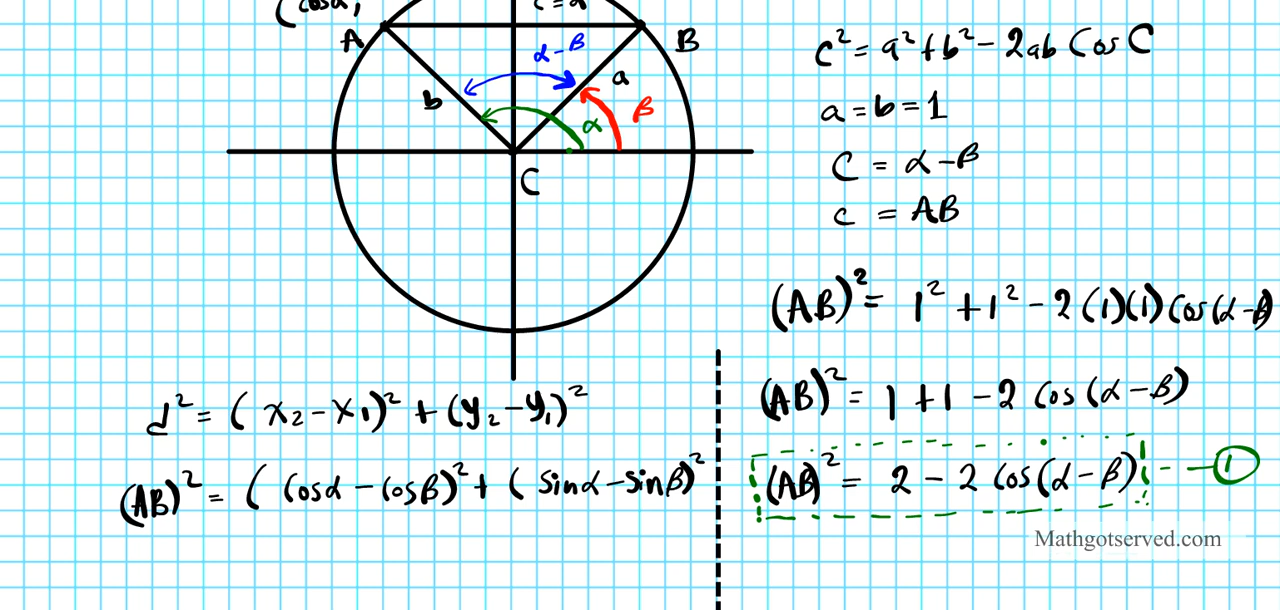 (cosα,
c = d
A
B
α-β
b
a
α
β
C
c² = a² + b² - 2ab Cos C
a = b = 1
C = α - β
c = AB
(AB)² = 1² + 1² - 2(1)(1) Cos(α-β)
(AB)² = 1 + 1 - 2 Cos (α-β)
(AB)² = 2 - 2 Cos(α-β) -- ①
d² = (x₂ - x₁)² + (y₂ - y₁)²
(AB)² = (Cosα - Cosβ)² + (Sinα - Sinβ)²
Mathgotserved.com